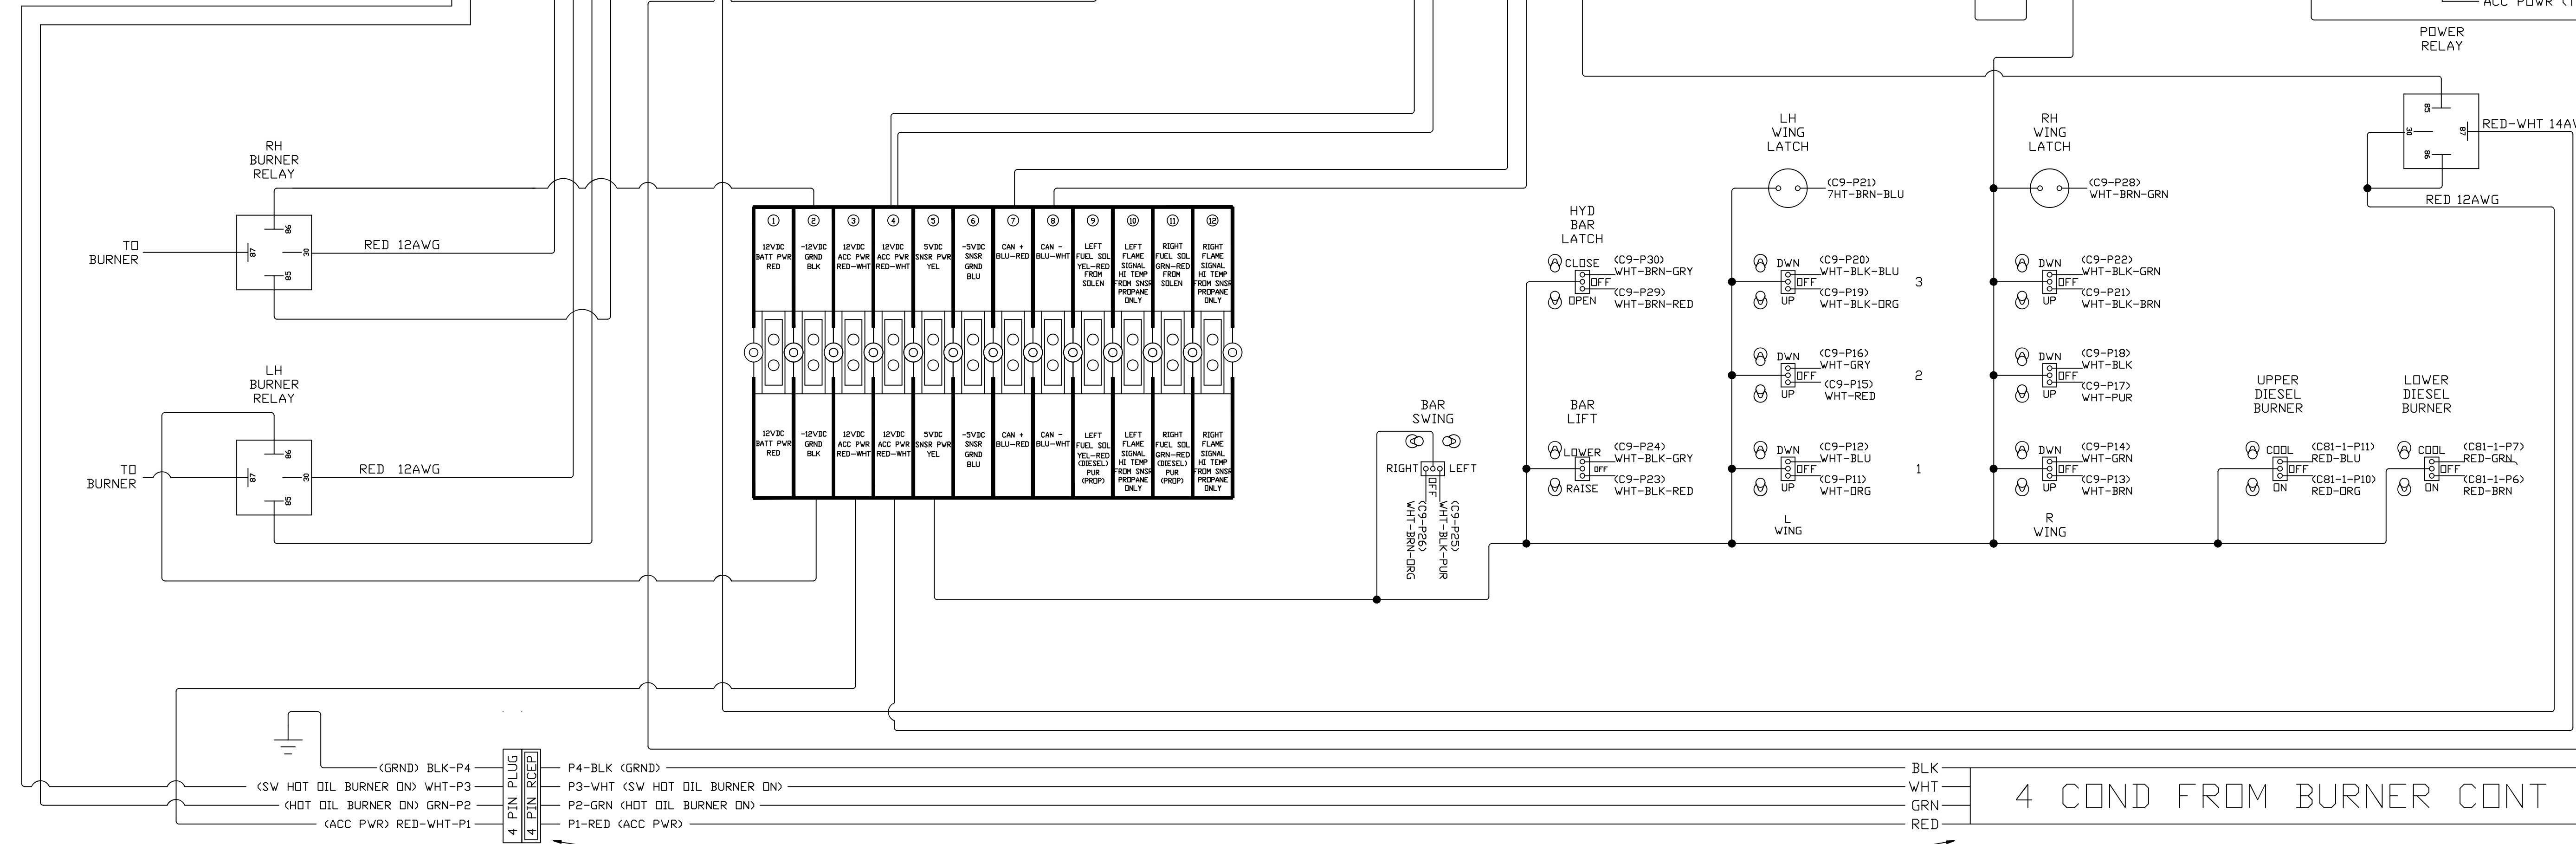 POWER
RELAY
85
30
87
86
RED 12AWG
RH
BURNER
RELAY
86
87
30
85
TO
BURNER
RED 12AWG
LH
BURNER
RELAY
86
87
30
85
TO
BURNER
RED 12AWG
1
12VDC
BATT PWR
RED
2
-12VDC
GRND
BLK
3
12VDC
ACC PWR
RED-WHT
4
12VDC
ACC PWR
RED-WHT
5
5VDC
SNSR PWR
YEL
6
-5VDC
SNSR
GRND
BLU
7
CAN +
BLU-RED
8
CAN -
BLU-WHT
9
LEFT
FUEL SOL
YEL-RED
FROM
SOLEN
10
LEFT
FLAME
SIGNAL
HI TEMP
FROM SNSR
PROPANE
ONLY
11
RIGHT
FUEL SOL
GRN-RED
FROM
SOLEN
12
RIGHT
FLAME
SIGNAL
HI TEMP
FROM SNSR
PROPANE
ONLY
12VDC
BATT PWR
RED
-12VDC
GRND
BLK
12VDC
ACC PWR
RED-WHT
12VDC
ACC PWR
RED-WHT
5VDC
SNSR PWR
YEL
-5VDC
SNSR
GRND
BLU
CAN +
BLU-RED
CAN -
BLU-WHT
LEFT
FUEL SOL
YEL-RED
(DIESEL)
PUR
(PROP)
LEFT
FLAME
SIGNAL
HI TEMP
FROM SNSR
PROPANE
ONLY
RIGHT
FUEL SOL
GRN-RED
(DIESEL)
PUR
(PROP)
RIGHT
FLAME
SIGNAL
HI TEMP
FROM SNSR
PROPANE
ONLY
BAR
SWING
RIGHT
LEFT
OFF
(C9-P26)
WHT-BRN-ORG
(C9-P25)
WHT-BLK-PUR
HYD
BAR
LATCH
CLOSE
OFF
OPEN
(C9-P30)
WHT-BRN-GRY
(C9-P29)
WHT-BRN-RED
BAR
LIFT
LOWER
OFF
RAISE
(C9-P24)
WHT-BLK-GRY
(C9-P23)
WHT-BLK-RED
LH
WING
LATCH
(C9-P21)
7HT-BRN-BLU
DWN
OFF
UP
(C9-P20)
WHT-BLK-BLU
(C9-P19)
WHT-BLK-ORG
3
DWN
OFF
UP
(C9-P16)
WHT-GRY
(C9-P15)
WHT-RED
2
DWN
OFF
UP
(C9-P12)
WHT-BLU
(C9-P11)
WHT-ORG
1
L
WING
RH
WING
LATCH
(C9-P28)
WHT-BRN-GRN
DWN
OFF
UP
(C9-P22)
WHT-BLK-GRN
(C9-P21)
WHT-BLK-BRN
DWN
OFF
UP
(C9-P18)
WHT-BLK
(C9-P17)
WHT-PUR
DWN
OFF
UP
(C9-P14)
WHT-GRN
(C9-P13)
WHT-BRN
R
WING
UPPER
DIESEL
BURNER
COOL
OFF
ON
(C81-1-P11)
RED-BLU
(C81-1-P10)
RED-ORG
LOWER
DIESEL
BURNER
COOL
OFF
ON
(C81-1-P7)
RED-GRN
(C81-1-P6)
RED-BRN
(GRND) BLK-P4
(SW HOT OIL BURNER ON) WHT-P3
(HOT OIL BURNER ON) GRN-P2
(ACC PWR) RED-WHT-P1
4 PIN PLUG
4 PIN RCEP
P4-BLK (GRND)
P3-WHT (SW HOT OIL BURNER ON)
P2-GRN (HOT OIL BURNER ON)
P1-RED (ACC PWR)
BLK
WHT
GRN
RED
4 COND FROM BURNER CONT